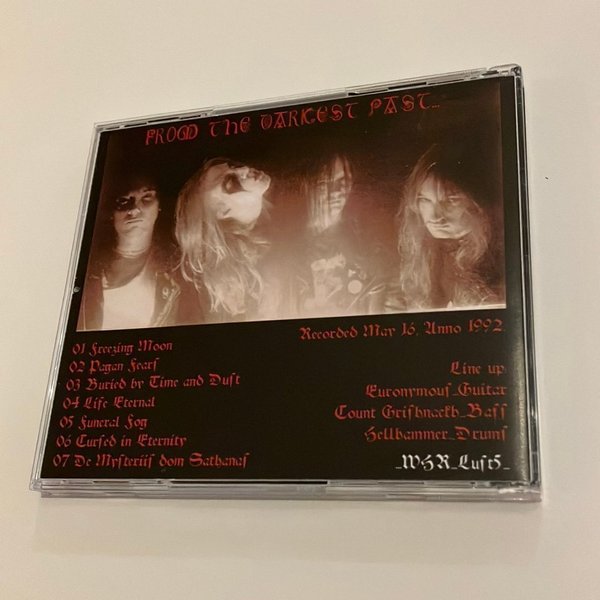 FROM THE DARKEST PAST...
Recorded May 16, Anno 1992.
01 Freezing Moon
02 Pagan Fears
03 Buried by Time and Dust
04 Life Eternal
05 Funeral Fog
06 Cursed in Eternity
07 De Mysteriis dom Sathanas
Line up:
Euronymous_Guitar
Count Grishnackh_Bass
Hellhammer_Drums
_WHR_Lust5_